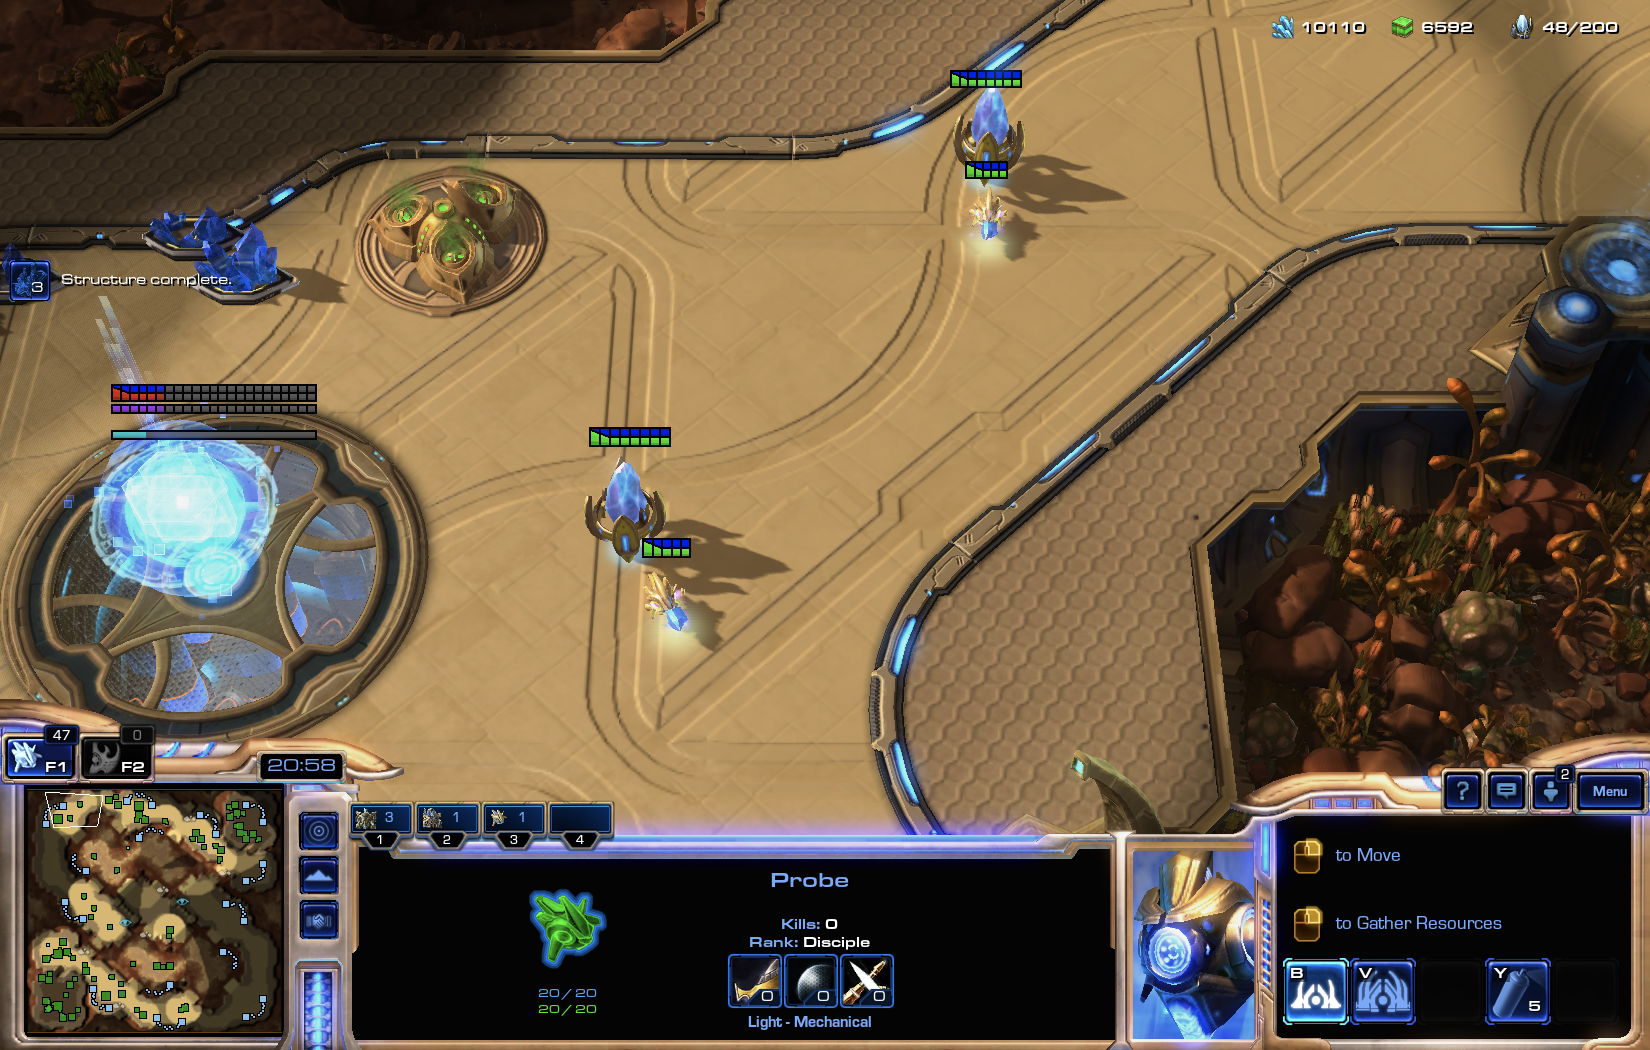 10110 6592 48/200
3 Structure complete.
47 0
F1 F2
20:58
2
? Menu
3 1 1
1 2 3 4
Probe
Kills: 0
Rank: Disciple
0 0 0
20/20
20/20
Light - Mechanical
to Move
to Gather Resources
B V Y
5